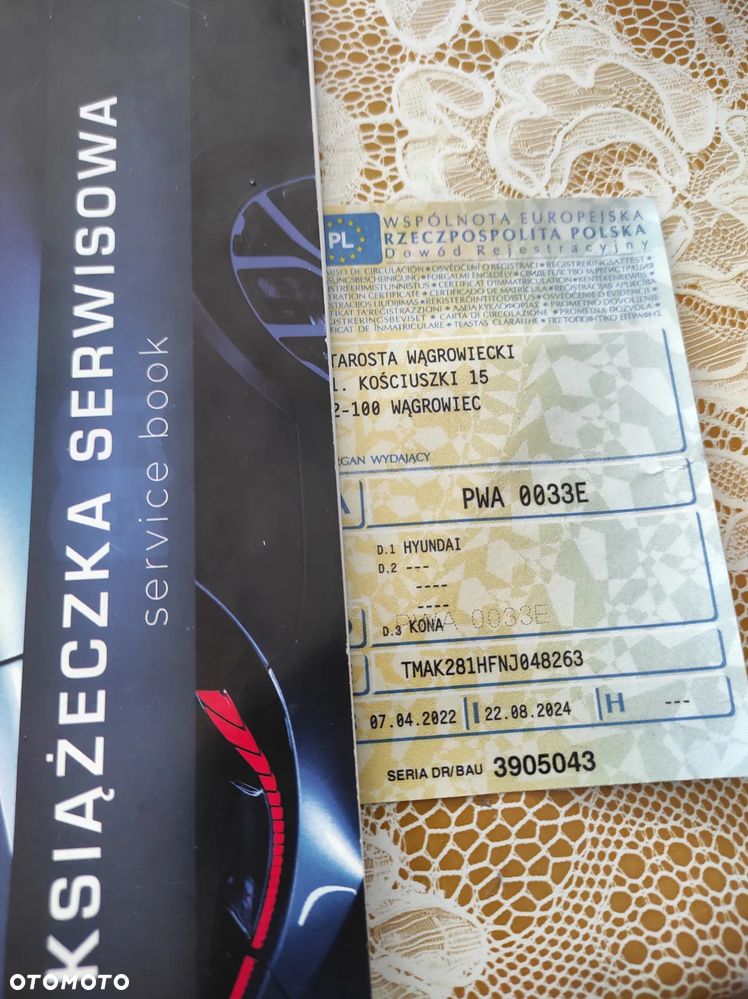 KSIĄŻECZKA SERWISOWA
service book
PL
WSPÓLNOTA EUROPEJSKA
RZECZPOSPOLITA POLSKA
Dowód Rejestracyjny
TAROSTA WĄGROWIECKI
KOŚCIUSZKI 15
2-100 WĄGROWIEC
RGAN WYDAJĄCY
A PWA 0033E
D.1 HYUNDAI
D.2 ---
----
----
PWA 0033E
D.3 KONA
TMAK281HFNJ048263
07.04.2022 I 22.08.2024 H ---
SERIA DR/BAU 3905043
OTOMOTO